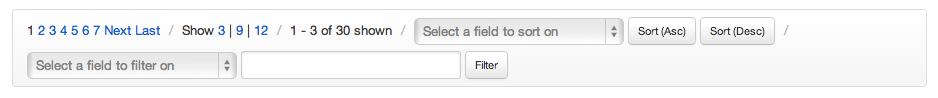 1 2 3 4 5 6 7 Next Last / Show 3 | 9 | 12 / 1 - 3 of 30 shown / Select a field to sort on Sort (Asc) Sort (Desc) /
Select a field to filter on Filter